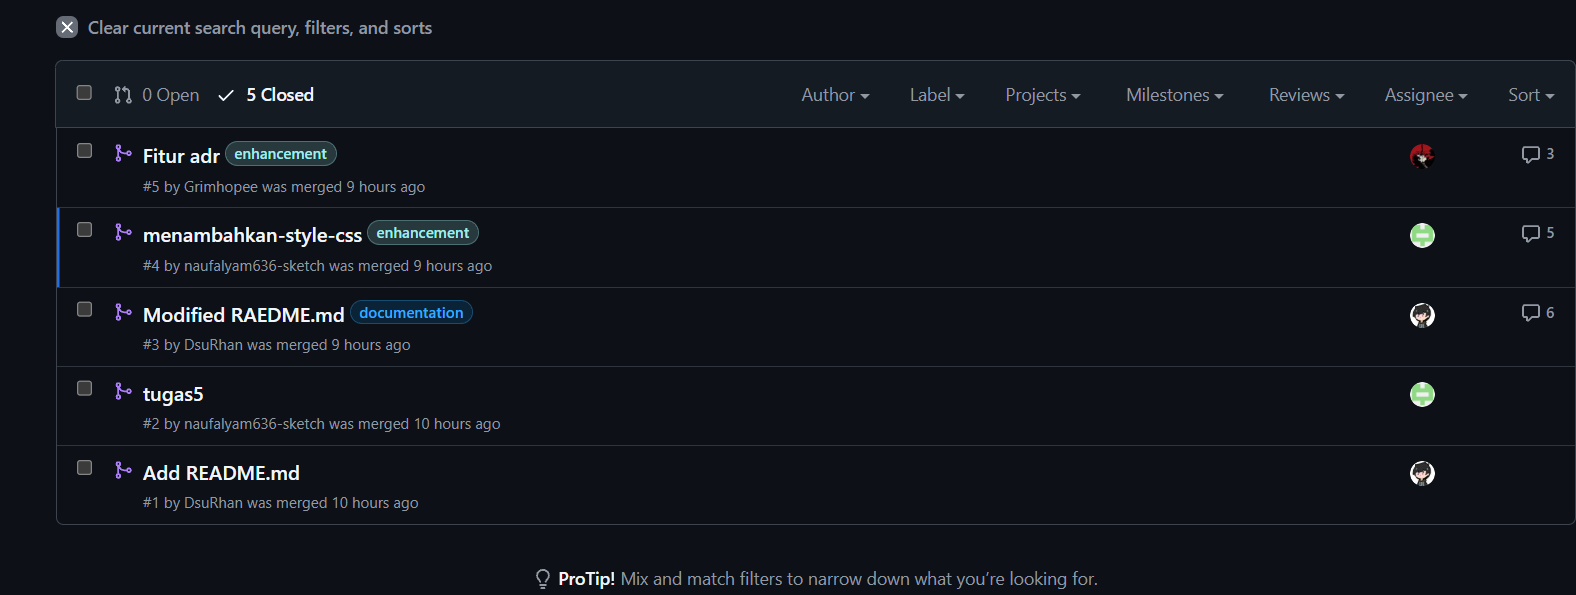 Clear current search query, filters, and sorts
0 Open 5 Closed Author Label Projects Milestones Reviews Assignee Sort
Fitur adr enhancement 3
#5 by Grimhopee was merged 9 hours ago
menambahkan-style-css enhancement 5
#4 by naufalyam636-sketch was merged 9 hours ago
Modified RAEDME.md documentation 6
#3 by DsuRhan was merged 9 hours ago
tugas5
#2 by naufalyam636-sketch was merged 10 hours ago
Add README.md
#1 by DsuRhan was merged 10 hours ago
ProTip! Mix and match filters to narrow down what you’re looking for.